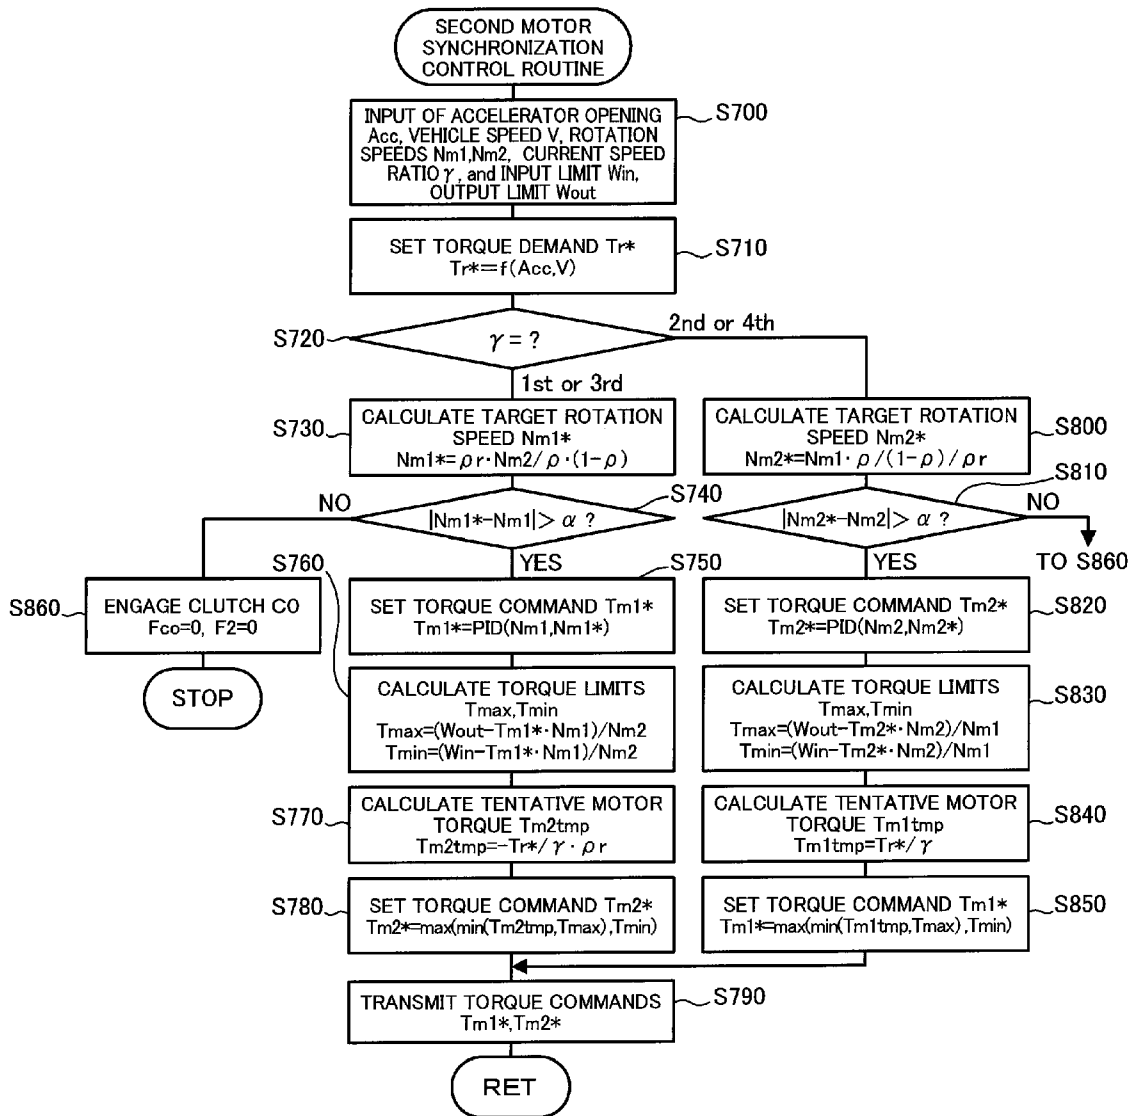 SECOND MOTOR
SYNCHRONIZATION
CONTROL ROUTINE
INPUT OF ACCELERATOR OPENING
Acc, VEHICLE SPEED V, ROTATION
SPEEDS Nm1,Nm2, CURRENT SPEED
RATIO γ, and INPUT LIMIT Win,
OUTPUT LIMIT Wout
S700
SET TORQUE DEMAND Tr*
Tr*=f(Acc,V)
S710
S720
γ = ?
2nd or 4th
1st or 3rd
S730
CALCULATE TARGET ROTATION
SPEED Nm1*
Nm1*=ρr·Nm2/ρ·(1-ρ)
CALCULATE TARGET ROTATION
SPEED Nm2*
Nm2*=Nm1·ρ/(1-ρ)/ρr
S800
NO
|Nm1*-Nm1|> α ?
S740
YES
|Nm2*-Nm2|> α ?
S810
NO
TO S860
YES
S860
ENGAGE CLUTCH C0
Fco=0, F2=0
STOP
SET TORQUE COMMAND Tm1*
Tm1*=PID(Nm1,Nm1*)
S750
SET TORQUE COMMAND Tm2*
Tm2*=PID(Nm2,Nm2*)
S820
S760
CALCULATE TORQUE LIMITS
Tmax,Tmin
Tmax=(Wout-Tm1*·Nm1)/Nm2
Tmin=(Win-Tm1*·Nm1)/Nm2
CALCULATE TORQUE LIMITS
Tmax,Tmin
Tmax=(Wout-Tm2*·Nm2)/Nm1
Tmin=(Win-Tm2*·Nm2)/Nm1
S830
S770
CALCULATE TENTATIVE MOTOR
TORQUE Tm2tmp
Tm2tmp=-Tr*/γ·ρr
CALCULATE TENTATIVE MOTOR
TORQUE Tm1tmp
Tm1tmp=Tr*/γ
S840
S780
SET TORQUE COMMAND Tm2*
Tm2*=max(min(Tm2tmp,Tmax),Tmin)
SET TORQUE COMMAND Tm1*
Tm1*=max(min(Tm1tmp,Tmax),Tmin)
S850
TRANSMIT TORQUE COMMANDS
Tm1*,Tm2*
S790
RET